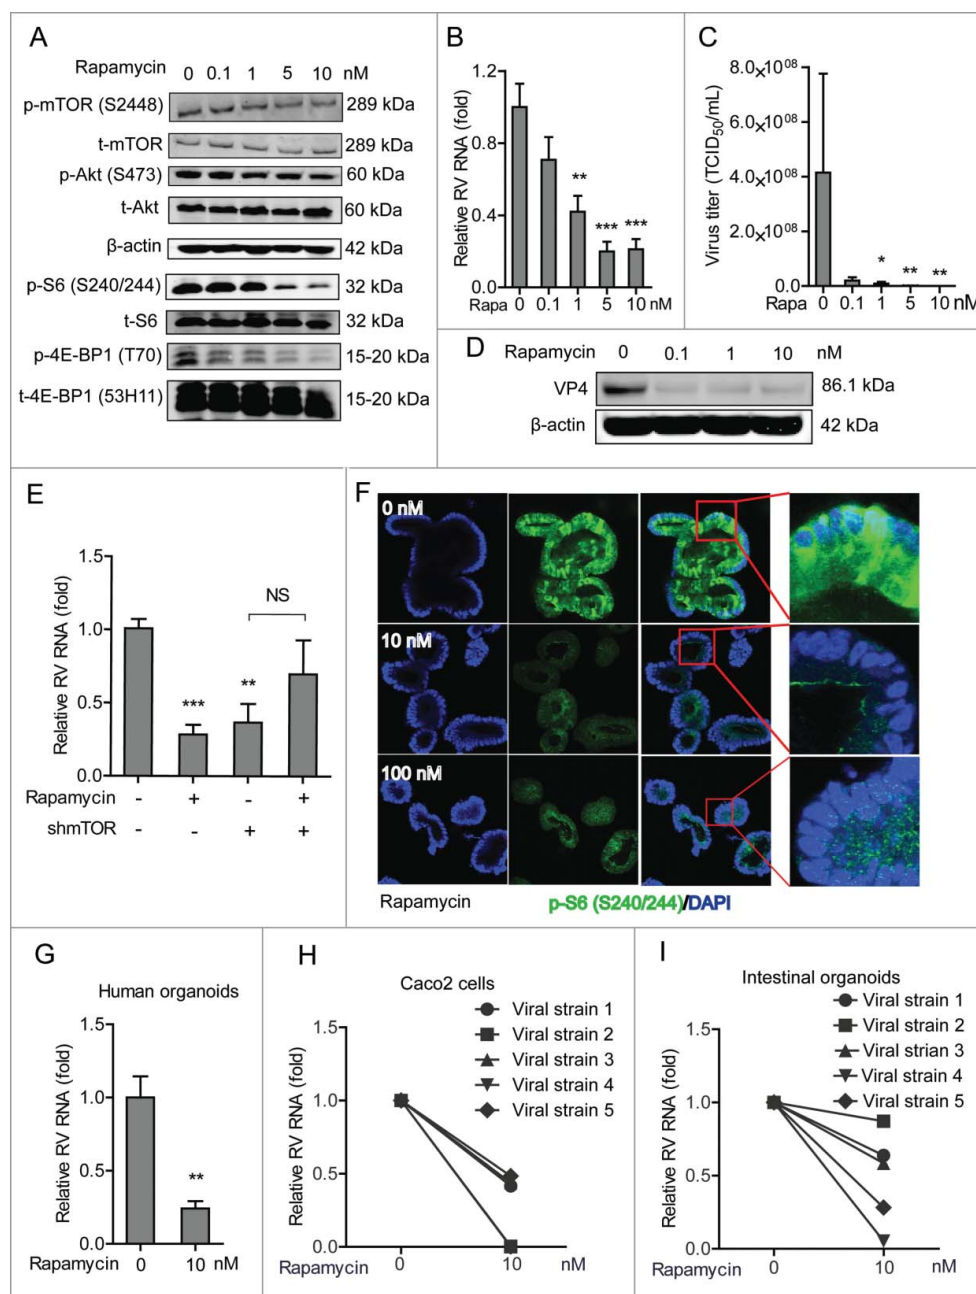 A
Rapamycin 0 0.1 1 5 10 nM
p-mTOR (S2448) 289 kDa
t-mTOR 289 kDa
p-Akt (S473) 60 kDa
t-Akt 60 kDa
β-actin 42 kDa
p-S6 (S240/244) 32 kDa
t-S6 32 kDa
p-4E-BP1 (T70) 15-20 kDa
t-4E-BP1 (53H11) 15-20 kDa
B
Relative RV RNA (fold)
1.2
0.8
0.4
0.0
** *** ***
Rapa 0 0.1 1 5 10 nM
C
Virus titer (TCID50/mL)
8.0×10^08
6.0×10^08
4.0×10^08
2.0×10^08
0.0
* ** **
Rapa 0 0.1 1 5 10 nM
D
Rapamycin 0 0.1 1 10 nM
VP4 86.1 kDa
β-actin 42 kDa
E
Relative RV RNA (fold)
1.5
1.0
0.5
0.0
*** ** NS
Rapamycin - + - +
shmTOR - - + +
F
0 nM
10 nM
100 nM
Rapamycin p-S6 (S240/244)/DAPI
G
Human organoids
Relative RV RNA (fold)
1.5
1.0
0.5
0.0
**
Rapamycin 0 10 nM
H
Caco2 cells
Viral strain 1
Viral strain 2
Viral strain 3
Viral strain 4
Viral strain 5
Relative RV RNA (fold)
1.5
1.0
0.5
0.0
Rapamycin 0 10 nM
I
Intestinal organoids
Viral strain 1
Viral strain 2
Viral strian 3
Viral strain 4
Viral strain 5
Relative RV RNA (fold)
1.5
1.0
0.5
0.0
Rapamycin 0 10 nM